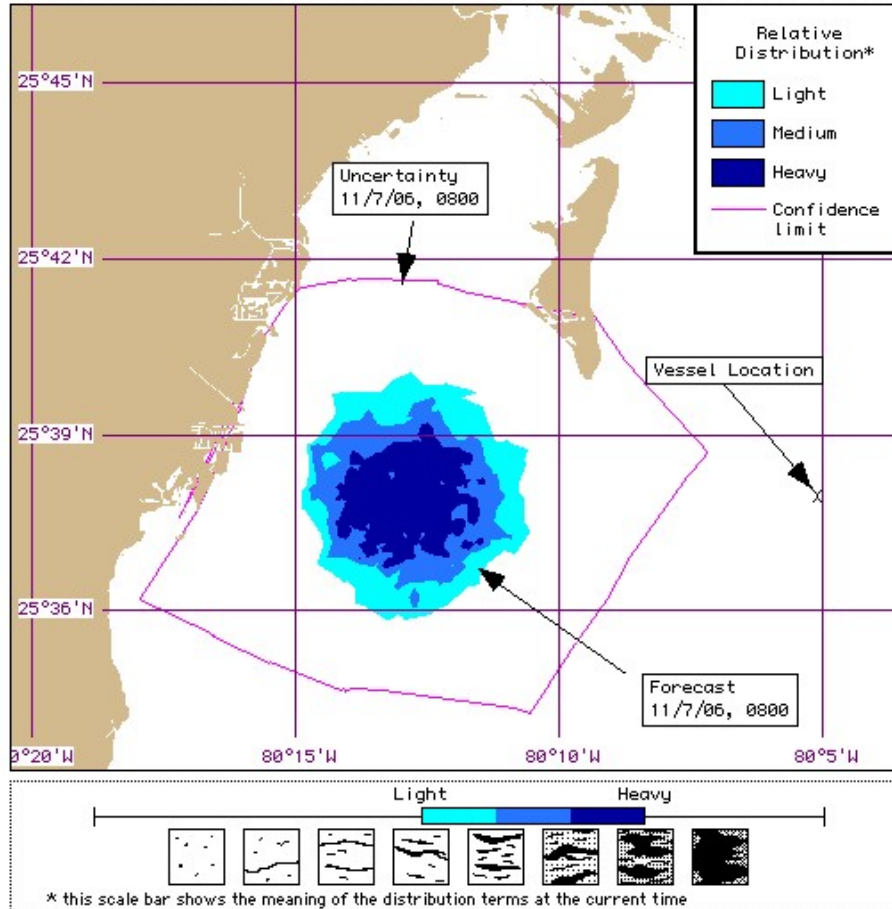 Relative
Distribution*
Light
Medium
Heavy
Confidence
limit
25°45'N
Uncertainty
11/7/06, 0800
25°42'N
Vessel Location
25°39'N
25°36'N
Forecast
11/7/06, 0800
0°20'W
80°15'W
80°10'W
80°5'W
Light
Heavy
* this scale bar shows the meaning of the distribution terms at the current time